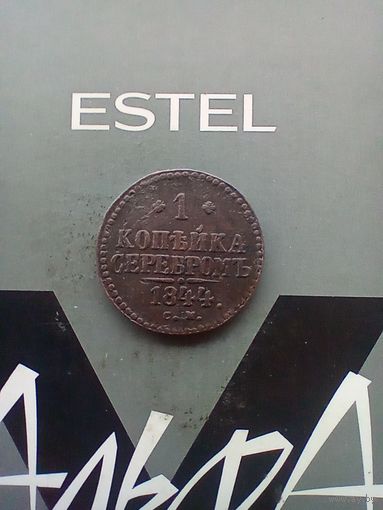 ESTEL
* 1 *
КОПѢЙКА
СЕРЕБРОМЪ
1844.
С.М.
АЛЬФА